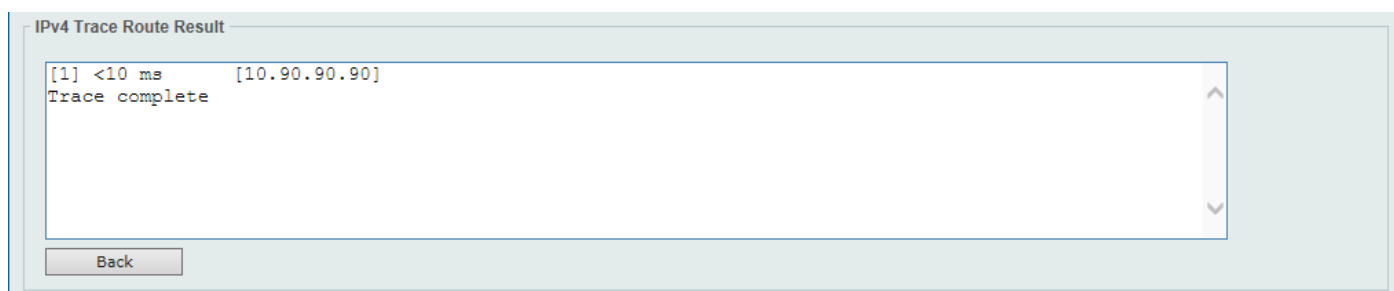 IPv4 Trace Route Result
[1] <10 ms [10.90.90.90]
Trace complete
Back